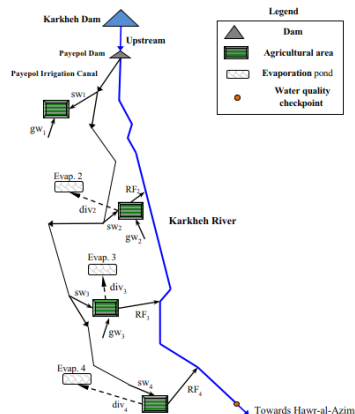 Karkheh Dam
Upstream
Payepol Dam
Payepol Irrigation Canal
sw1
gw1
Evap. 2
RF2
div2
sw2
gw2
Karkheh River
Evap. 3
div3
sw3
RF3
gw3
Evap. 4
sw4
RF4
div4
Towards Hawr-al-Azim
Legend
Dam
Agricultural area
Evaporation pond
Water quality
checkpoint